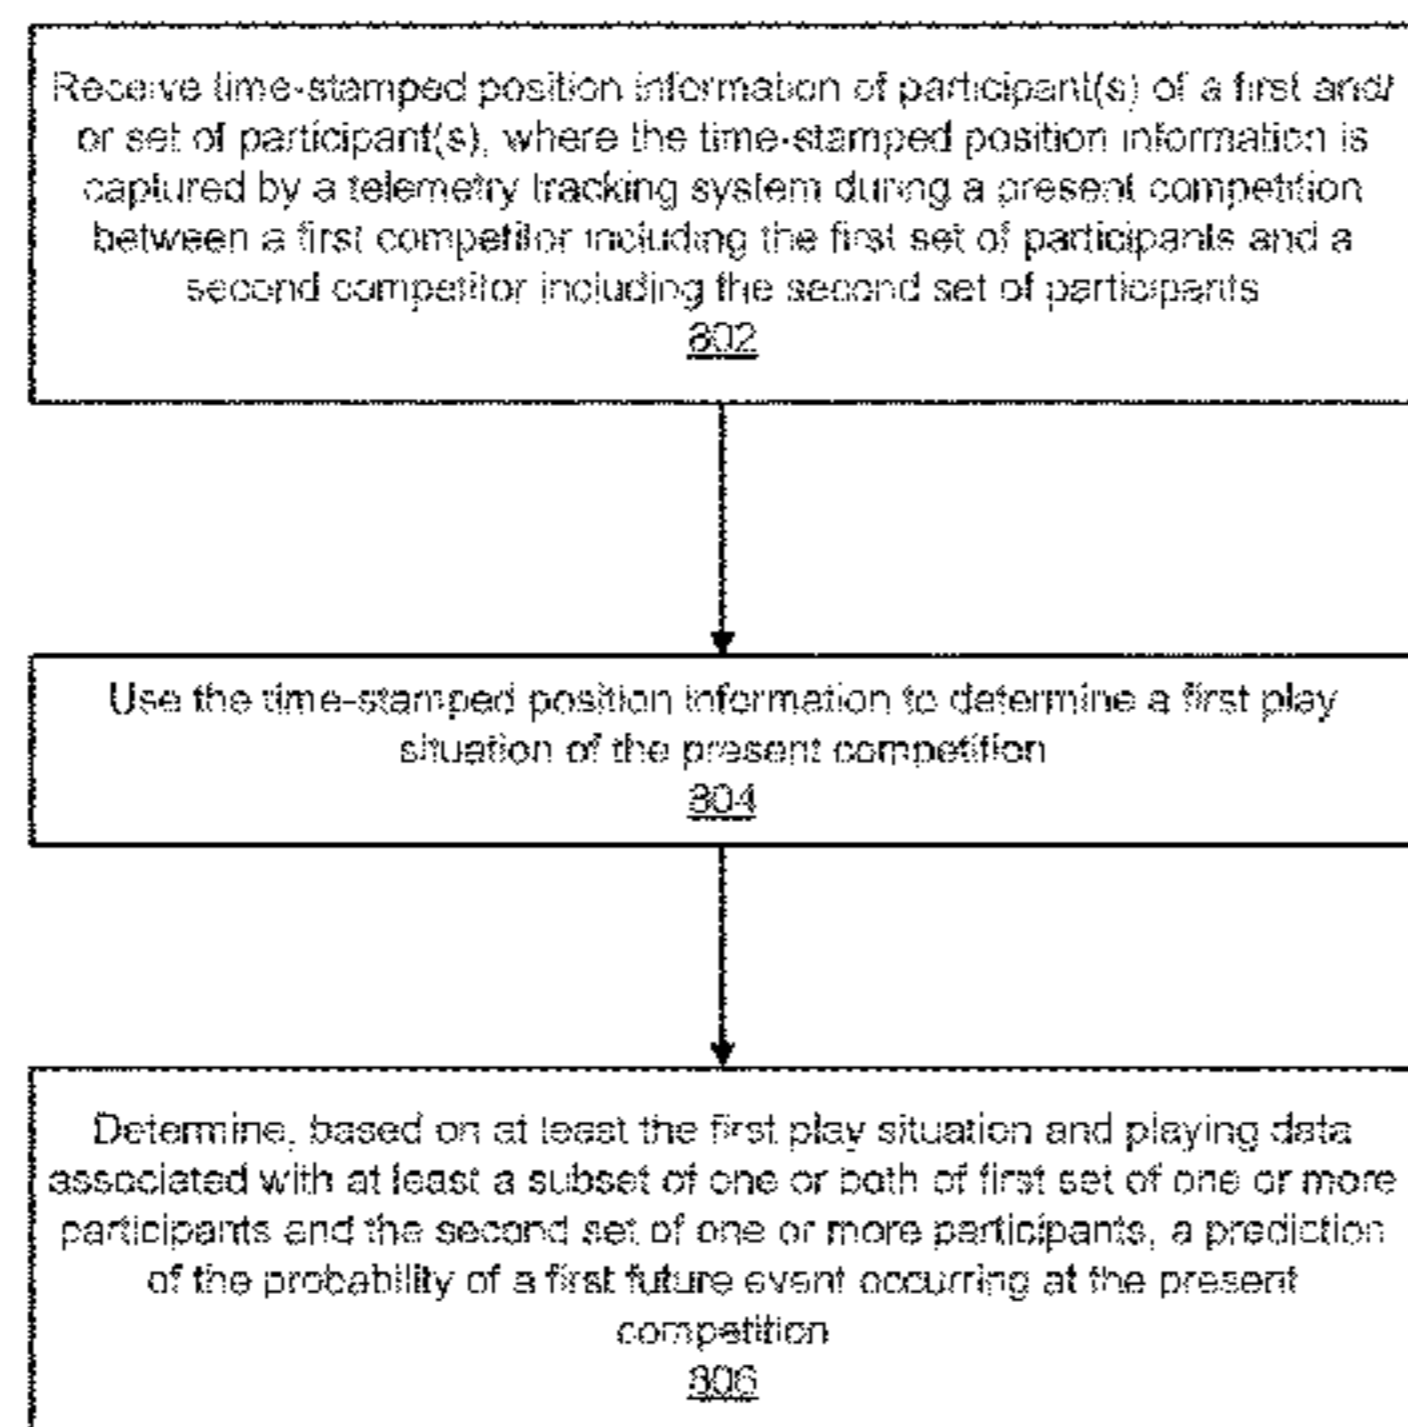 Receive time-stamped position information of participant(s) of a first and/
or set of participant(s), where the time-stamped position information is
captured by a telemetry tracking system during a present competition
between a first competitor including the first set of participants and a
second competitor including the second set of participants
802
Use the time-stamped position information to determine a first play
situation of the present competition
804
Determine, based on at least the first play situation and playing data
associated with at least a subset of one or both of first set of one or more
participants and the second set of one or more participants, a prediction
of the probability of a first future event occurring at the present
competition
806